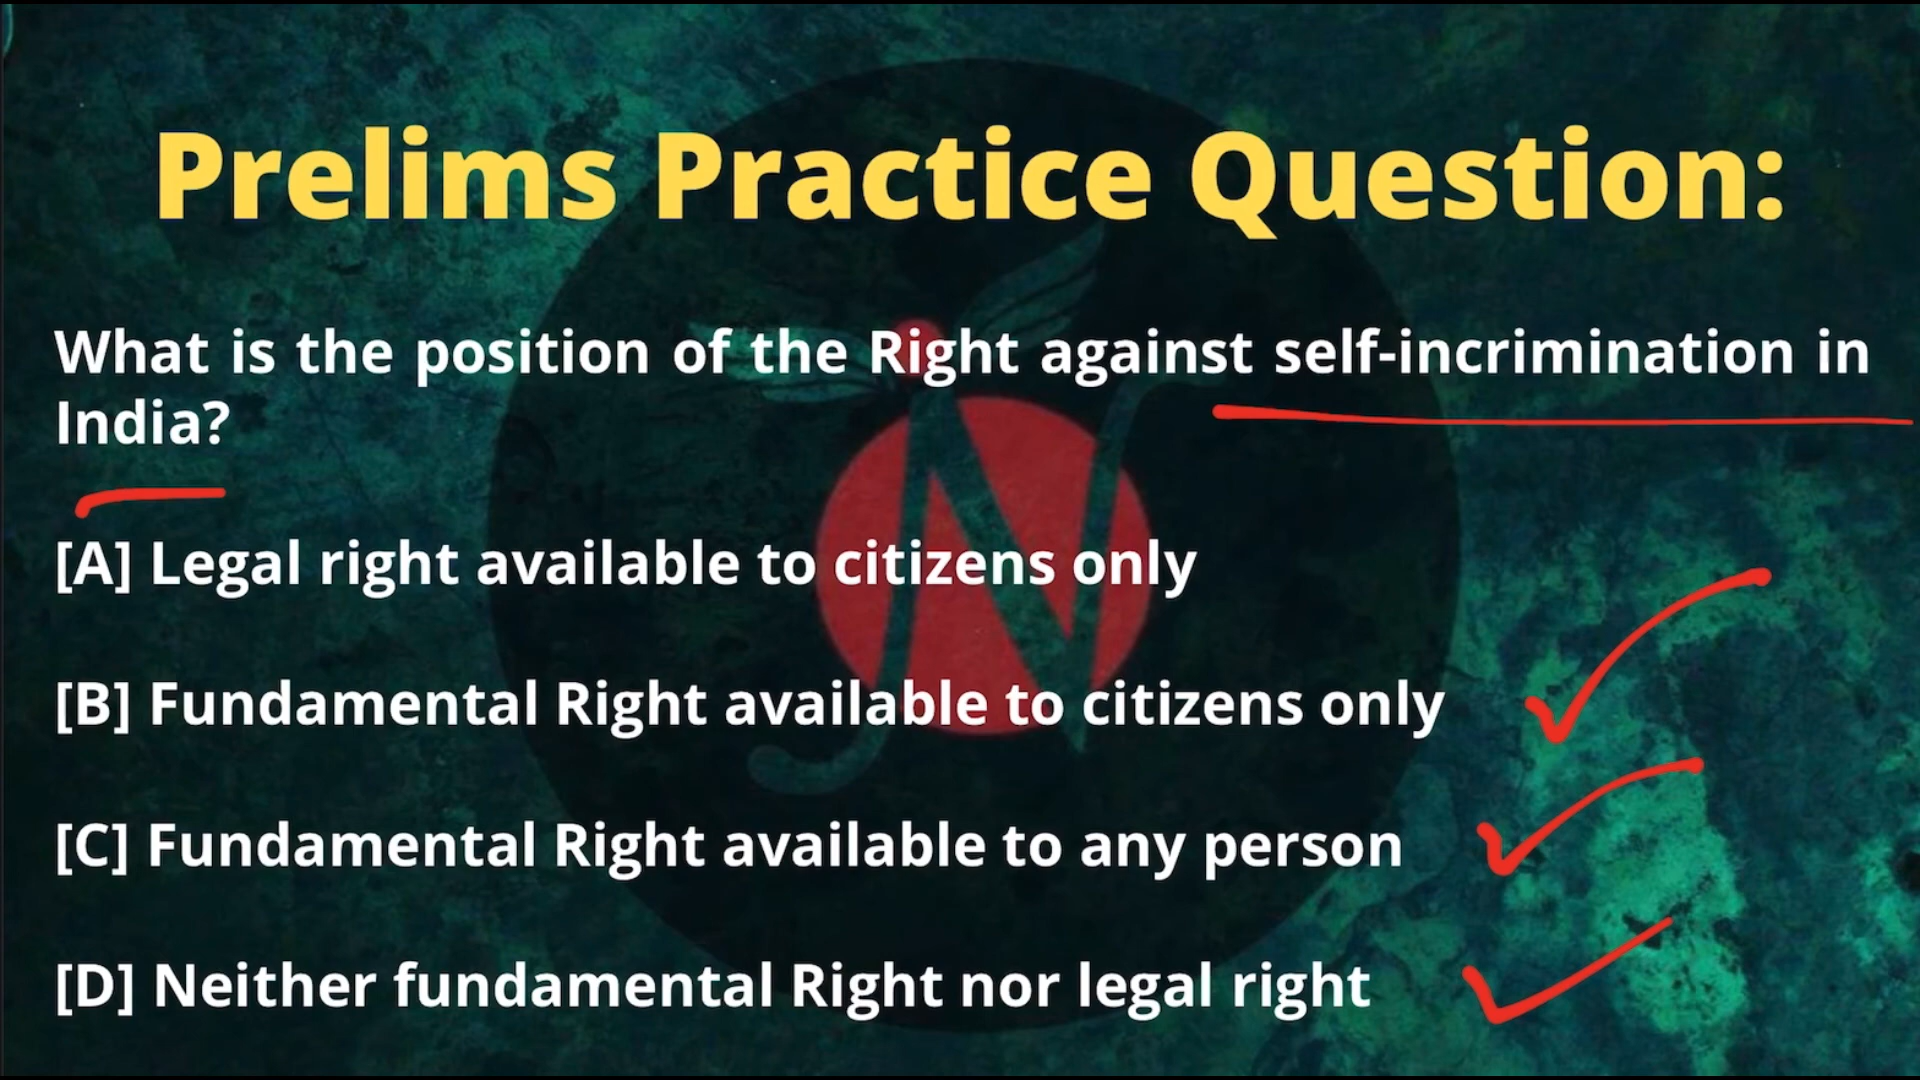 Prelims Practice Question:
What is the position of the Right against self-incrimination in
India?
[A] Legal right available to citizens only
[B] Fundamental Right available to citizens only
[C] Fundamental Right available to any person
[D] Neither fundamental Right nor legal right
N